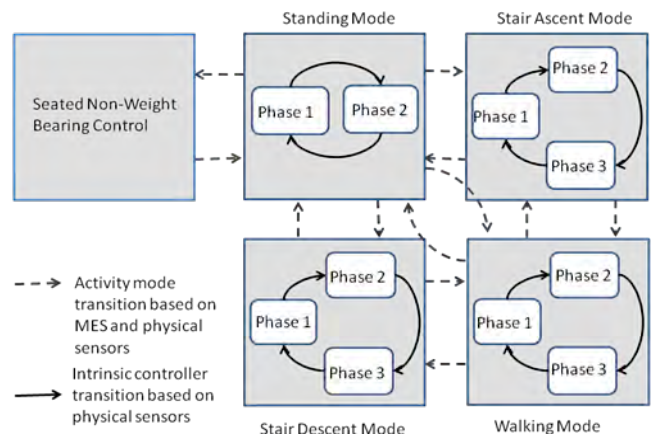 Standing Mode
Stair Ascent Mode
Seated Non-Weight
Bearing Control
Phase 1
Phase 2
Phase 2
Phase 1
Phase 3
Activity mode
transition based on
MES and physical
sensors
Intrinsic controller
transition based on
physical sensors
Phase 2
Phase 1
Phase 3
Phase 2
Phase 1
Phase 3
Stair Descent Mode
Walking Mode